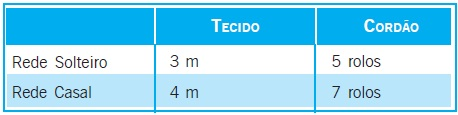 TECIDO CORDÃO
Rede Solteiro 3 m 5 rolos
Rede Casal 4 m 7 rolos